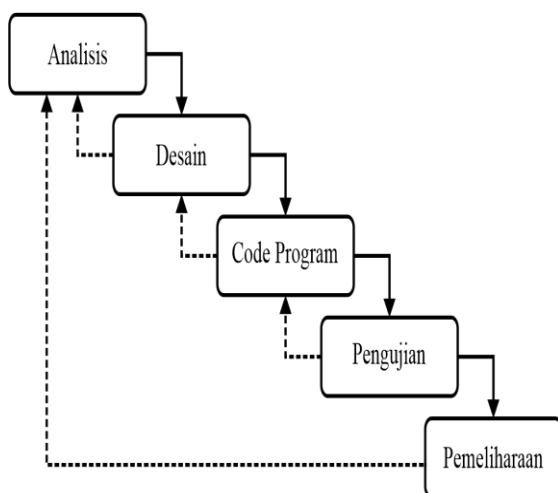 Analisis
Desain
Code Program
Pengujian
Pemeliharaan